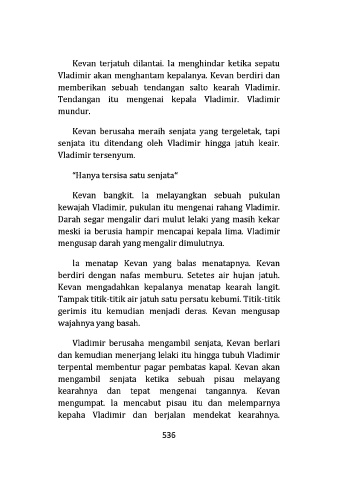 Kevan terjatuh dilantai. Ia menghindar ketika sepatu
Vladimir akan menghantam kepalanya. Kevan berdiri dan
memberikan sebuah tendangan salto kearah Vladimir.
Tendangan itu mengenai kepala Vladimir. Vladimir
mundur.
Kevan berusaha meraih senjata yang tergeletak, tapi
senjata itu ditendang oleh Vladimir hingga jatuh keair.
Vladimir tersenyum.
"Hanya tersisa satu senjata"
Kevan bangkit. Ia melayangkan sebuah pukulan
kewajah Vladimir, pukulan itu mengenai rahang Vladimir.
Darah segar mengalir dari mulut lelaki yang masih kekar
meski ia berusia hampir mencapai kepala lima. Vladimir
mengusap darah yang mengalir dimulutnya.
Ia menatap Kevan yang balas menatapnya. Kevan
berdiri dengan nafas memburu. Setetes air hujan jatuh.
Kevan mengadahkan kepalanya menatap kearah langit.
Tampak titik-titik air jatuh satu persatu kebumi. Titik-titik
gerimis itu kemudian menjadi deras. Kevan mengusap
wajahnya yang basah.
Vladimir berusaha mengambil senjata, Kevan berlari
dan kemudian menerjang lelaki itu hingga tubuh Vladimir
terpental membentur pagar pembatas kapal. Kevan akan
mengambil senjata ketika sebuah pisau melayang
kearahnya dan tepat mengenai tangannya. Kevan
mengumpat. Ia mencabut pisau itu dan melemparnya
kepaha Vladimir dan berjalan mendekat kearahnya.
536